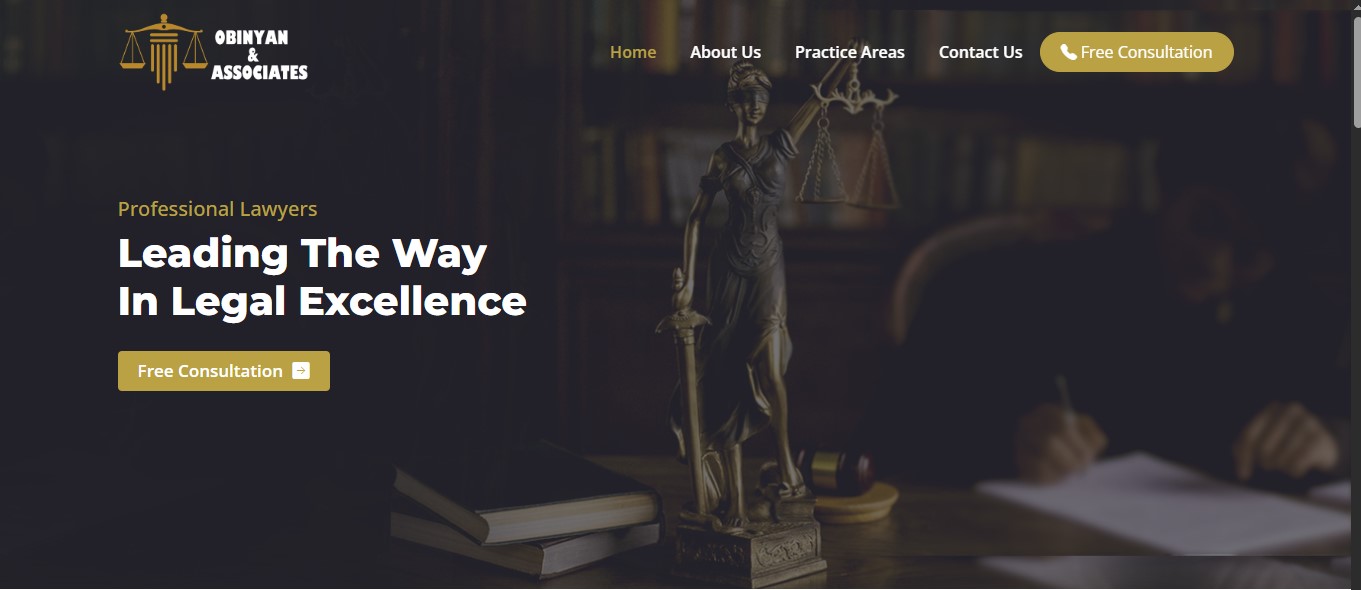 OBINYAN
&
ASSOCIATES
Home About Us Practice Areas Contact Us Free Consultation
Professional Lawyers
Leading The Way
In Legal Excellence
Free Consultation